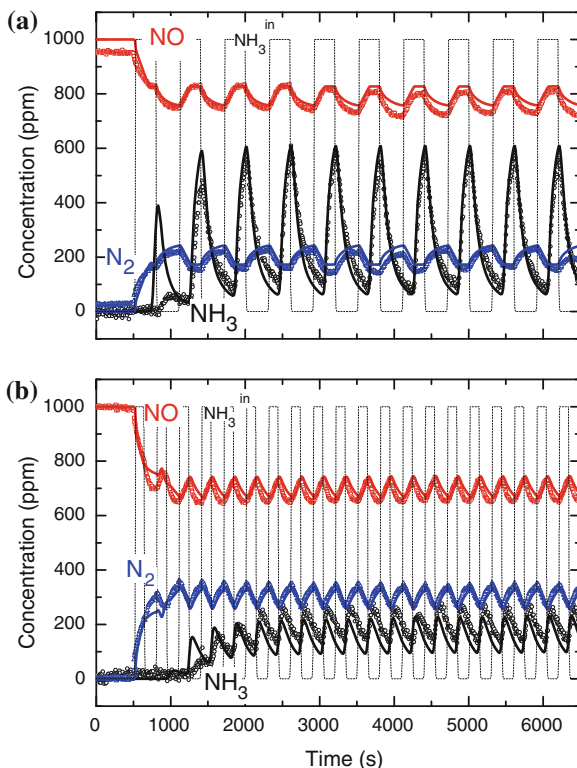 (a)
1000
800
600
400
200
0
Concentration (ppm)
NO
NH₃ⁱⁿ
N₂
NH₃
(b)
1000
800
600
400
200
0
Concentration (ppm)
NO
NH₃ⁱⁿ
N₂
NH₃
0 1000 2000 3000 4000 5000 6000
Time (s)